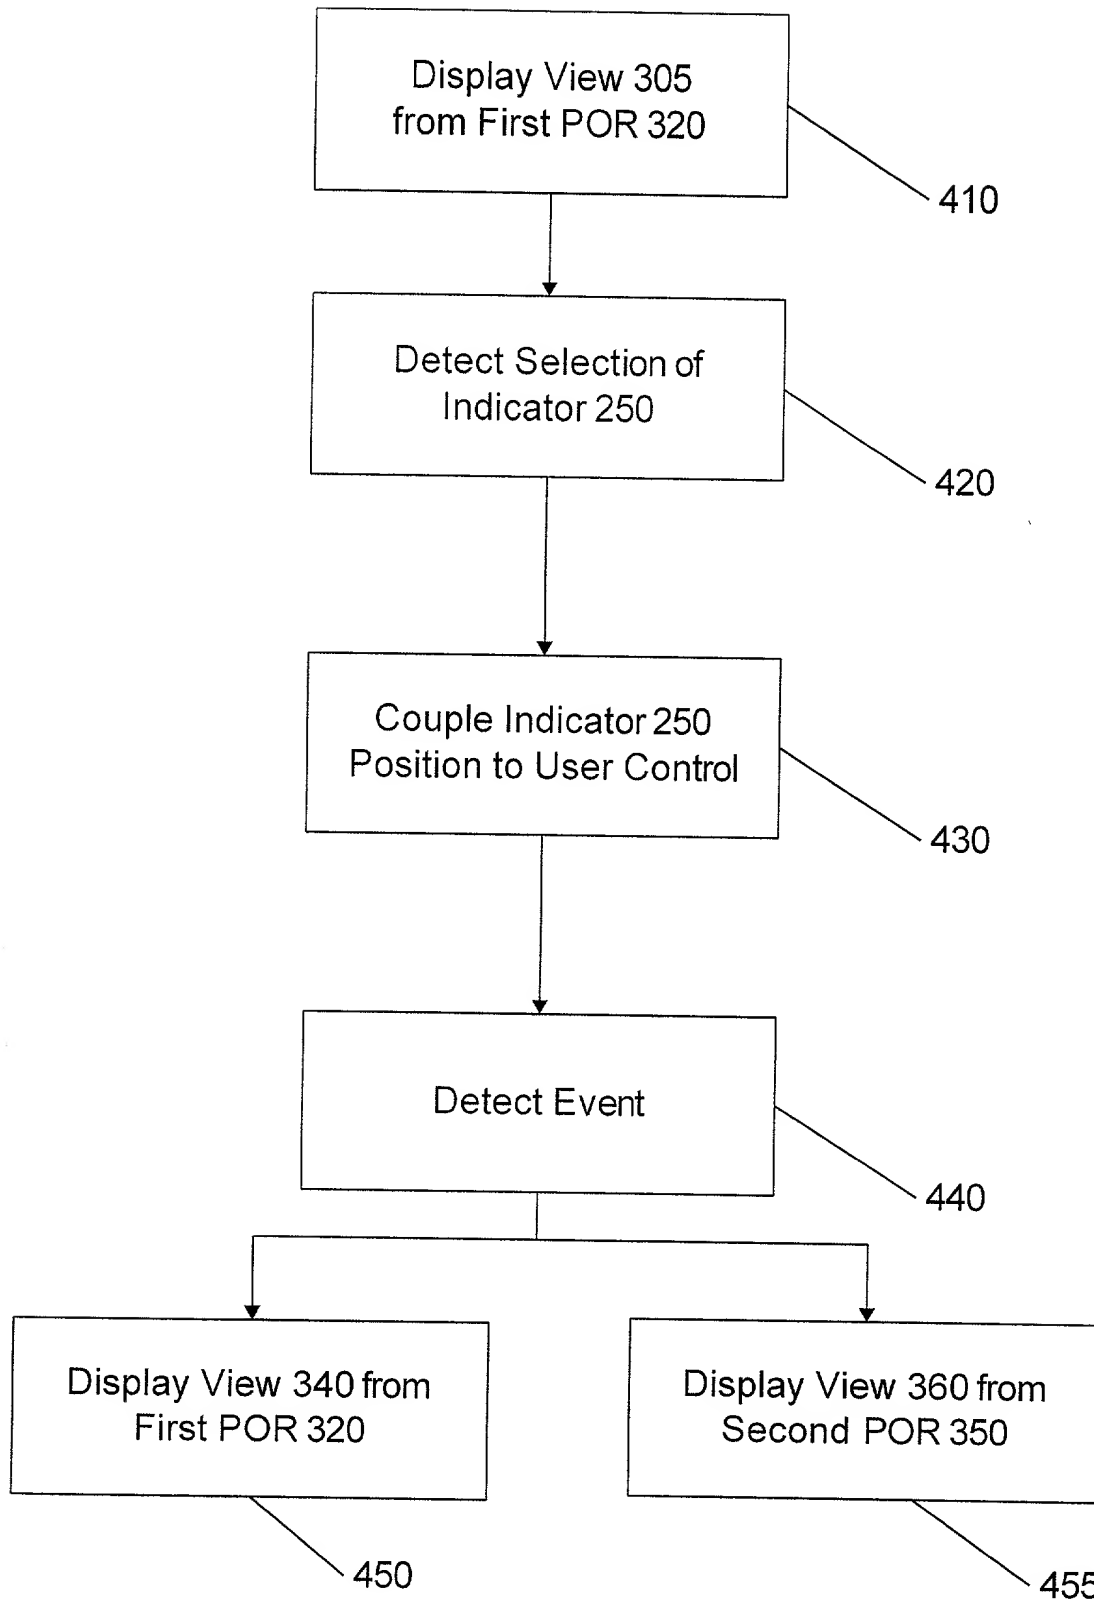 Display View 305
from First POR 320
410
Detect Selection of
Indicator 250
420
Couple Indicator 250
Position to User Control
430
Detect Event
440
Display View 340 from
First POR 320
Display View 360 from
Second POR 350
450
455